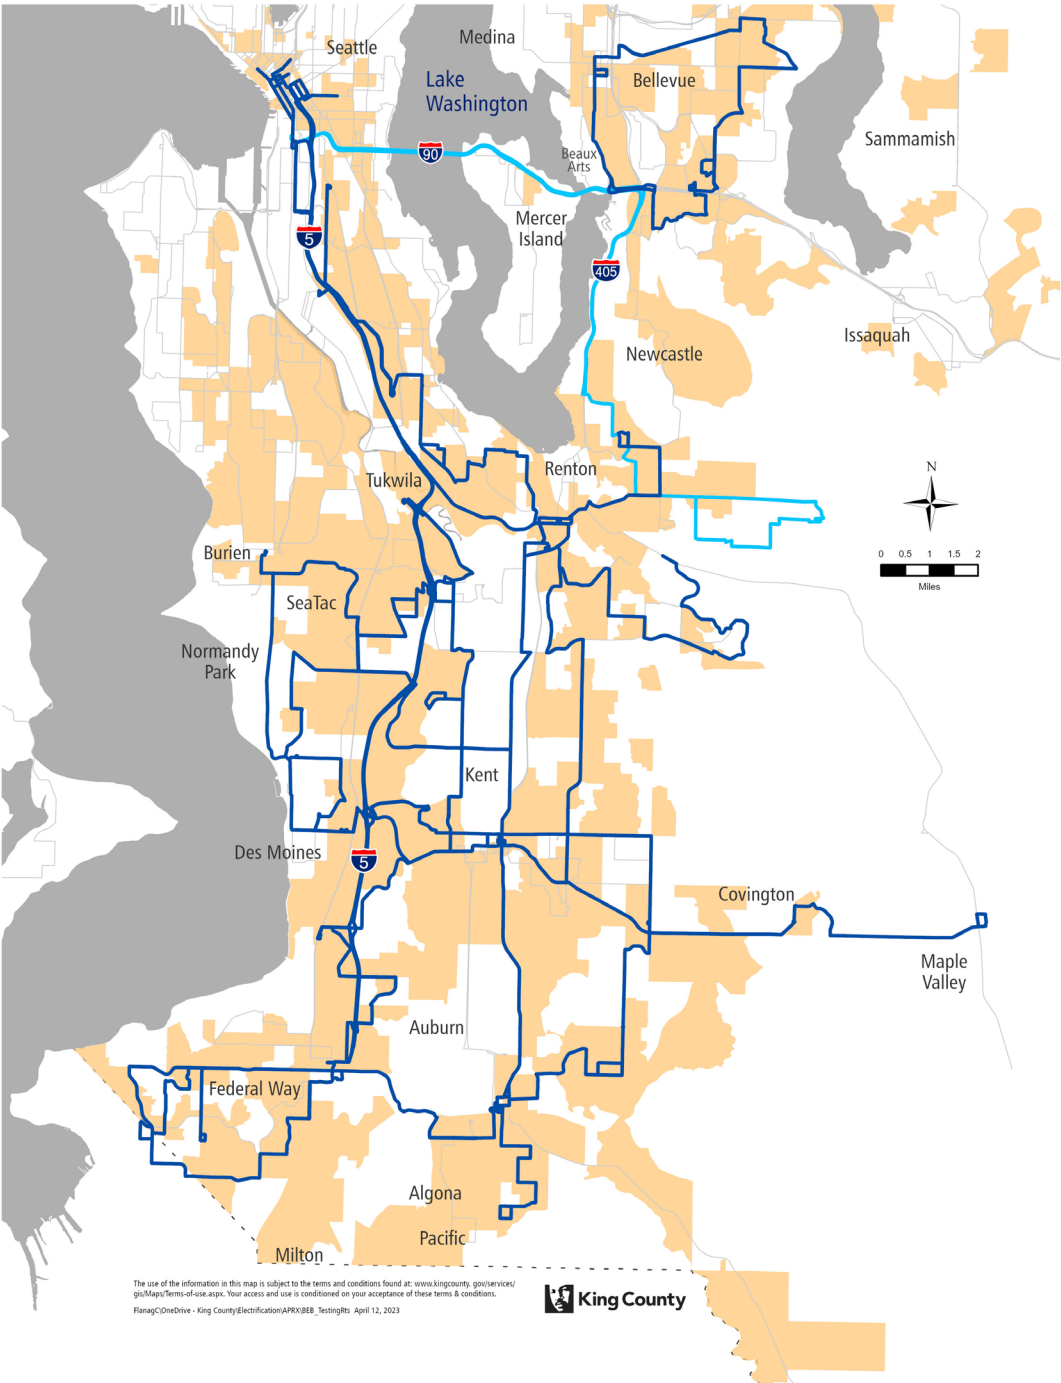 Seattle
Medina
Lake
Washington
Bellevue
Sammamish
90
Beaux
Arts
Mercer
Island
5
405
Issaquah
Newcastle
N
Renton
Tukwila
0 0.5 1 1.5 2
Miles
Burien
SeaTac
Normandy
Park
Kent
Des Moines
5
Covington
Maple
Valley
Auburn
Federal Way
Algona
Pacific
Milton
The use of the information in this map is subject to the terms and conditions found at: www.kingcounty. gov/services/
gis/Maps/Terms-of-use.aspx. Your access and use is conditioned on your acceptance of these terms & conditions.
FlanagC\OneDrive - King County\Electrification\APRX\BEB_TestingRts April 12, 2023
King County